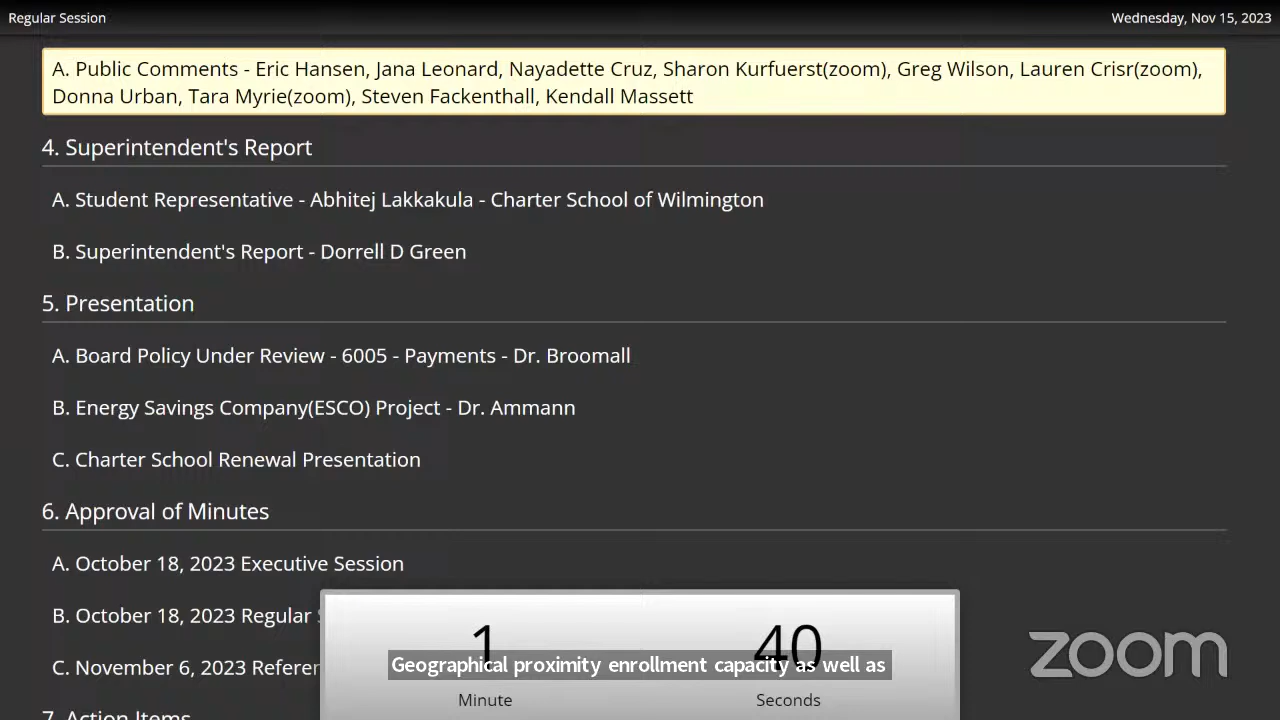 Regular Session
Wednesday, Nov 15, 2023
A. Public Comments - Eric Hansen, Jana Leonard, Nayadette Cruz, Sharon Kurfuerst(zoom), Greg Wilson, Lauren Crisr(zoom),
Donna Urban, Tara Myrie(zoom), Steven Fackenthall, Kendall Massett
4. Superintendent's Report
A. Student Representative - Abhitej Lakkakula - Charter School of Wilmington
B. Superintendent's Report - Dorrell D Green
5. Presentation
A. Board Policy Under Review - 6005 - Payments - Dr. Broomall
B. Energy Savings Company(ESCO) Project - Dr. Ammann
C. Charter School Renewal Presentation
6. Approval of Minutes
A. October 18, 2023 Executive Session
B. October 18, 2023 Regular
C. November 6, 2023
7. Action Items
1
40
Geographical proximity enrollment capacity as well as
Minute
Seconds
zoom